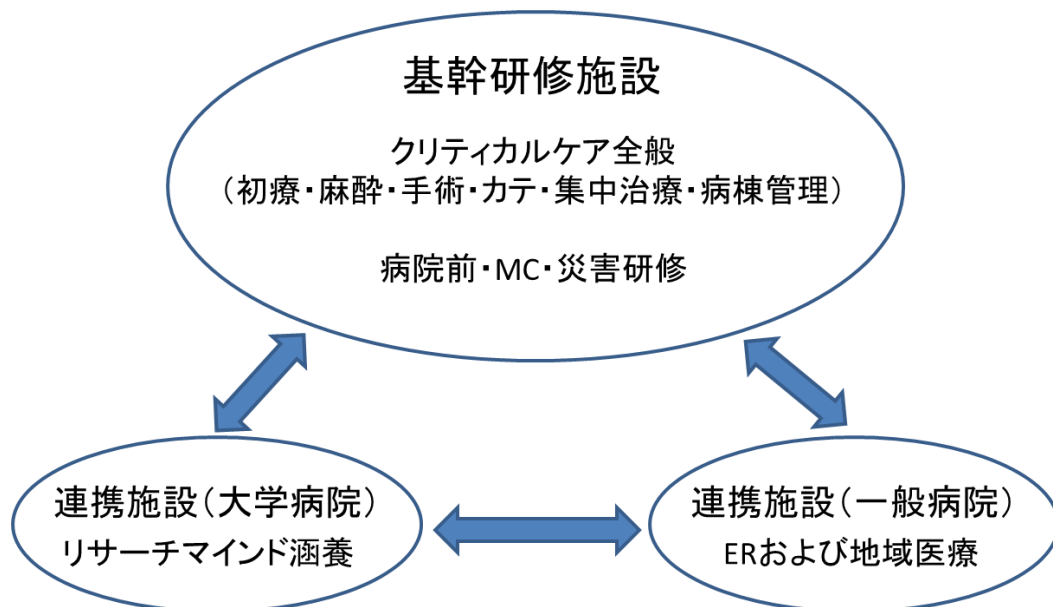 基幹研修施設
クリティカルケア全般
（初療・麻酔・手術・カテ・集中治療・病棟管理）
病院前・MC・災害研修
連携施設（大学病院）
リサーチマインド涵養
連携施設（一般病院）
ERおよび地域医療